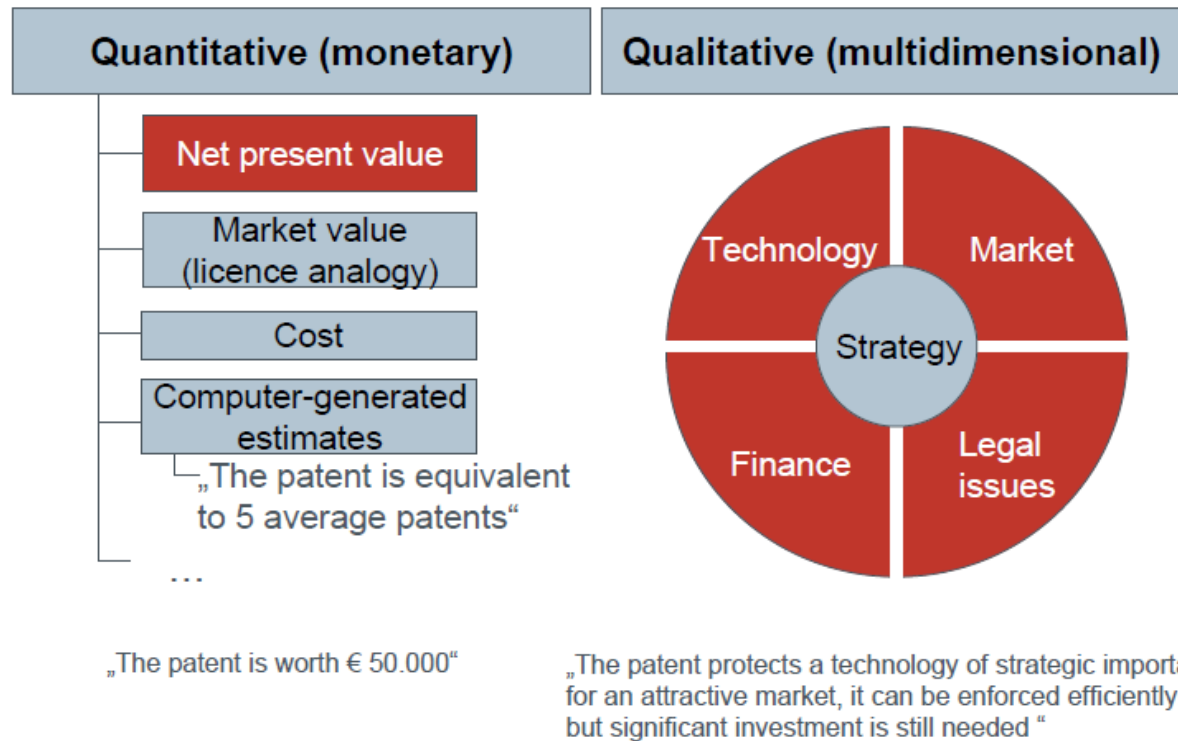 Quantitative (monetary)
Net present value
Market value
(licence analogy)
Cost
Computer-generated
estimates
„The patent is equivalent
to 5 average patents“
...
„The patent is worth € 50.000“
Qualitative (multidimensional)
Technology
Market
Strategy
Finance
Legal
issues
„The patent protects a technology of strategic importa
for an attractive market, it can be enforced efficiently
but significant investment is still needed “